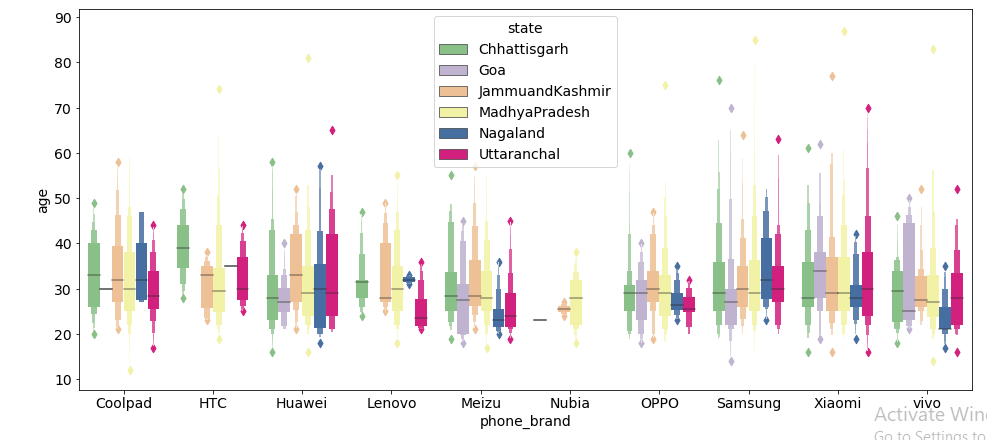 90
80
70
60
50
40
30
20
10
age
state
Chhattisgarh
Goa
JammuandKashmir
MadhyaPradesh
Nagaland
Uttaranchal
Coolpad HTC Huawei Lenovo Meizu Nubia OPPO Samsung Xiaomi vivo
phone_brand
Activate Wind
Go to Settings to